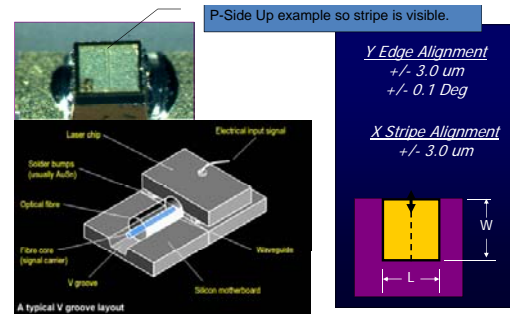 P-Side Up example so stripe is visible.
Y Edge Alignment
+/- 3.0 um
+/- 0.1 Deg
X Stripe Alignment
+/- 3.0 um
W
L
Laser chip
Electrical input signal
Solder bumps
(usually AuSn)
Optical fibre
Fibre core
(signal carrier)
Waveguide
V groove
Silicon motherboard
A typical V groove layout